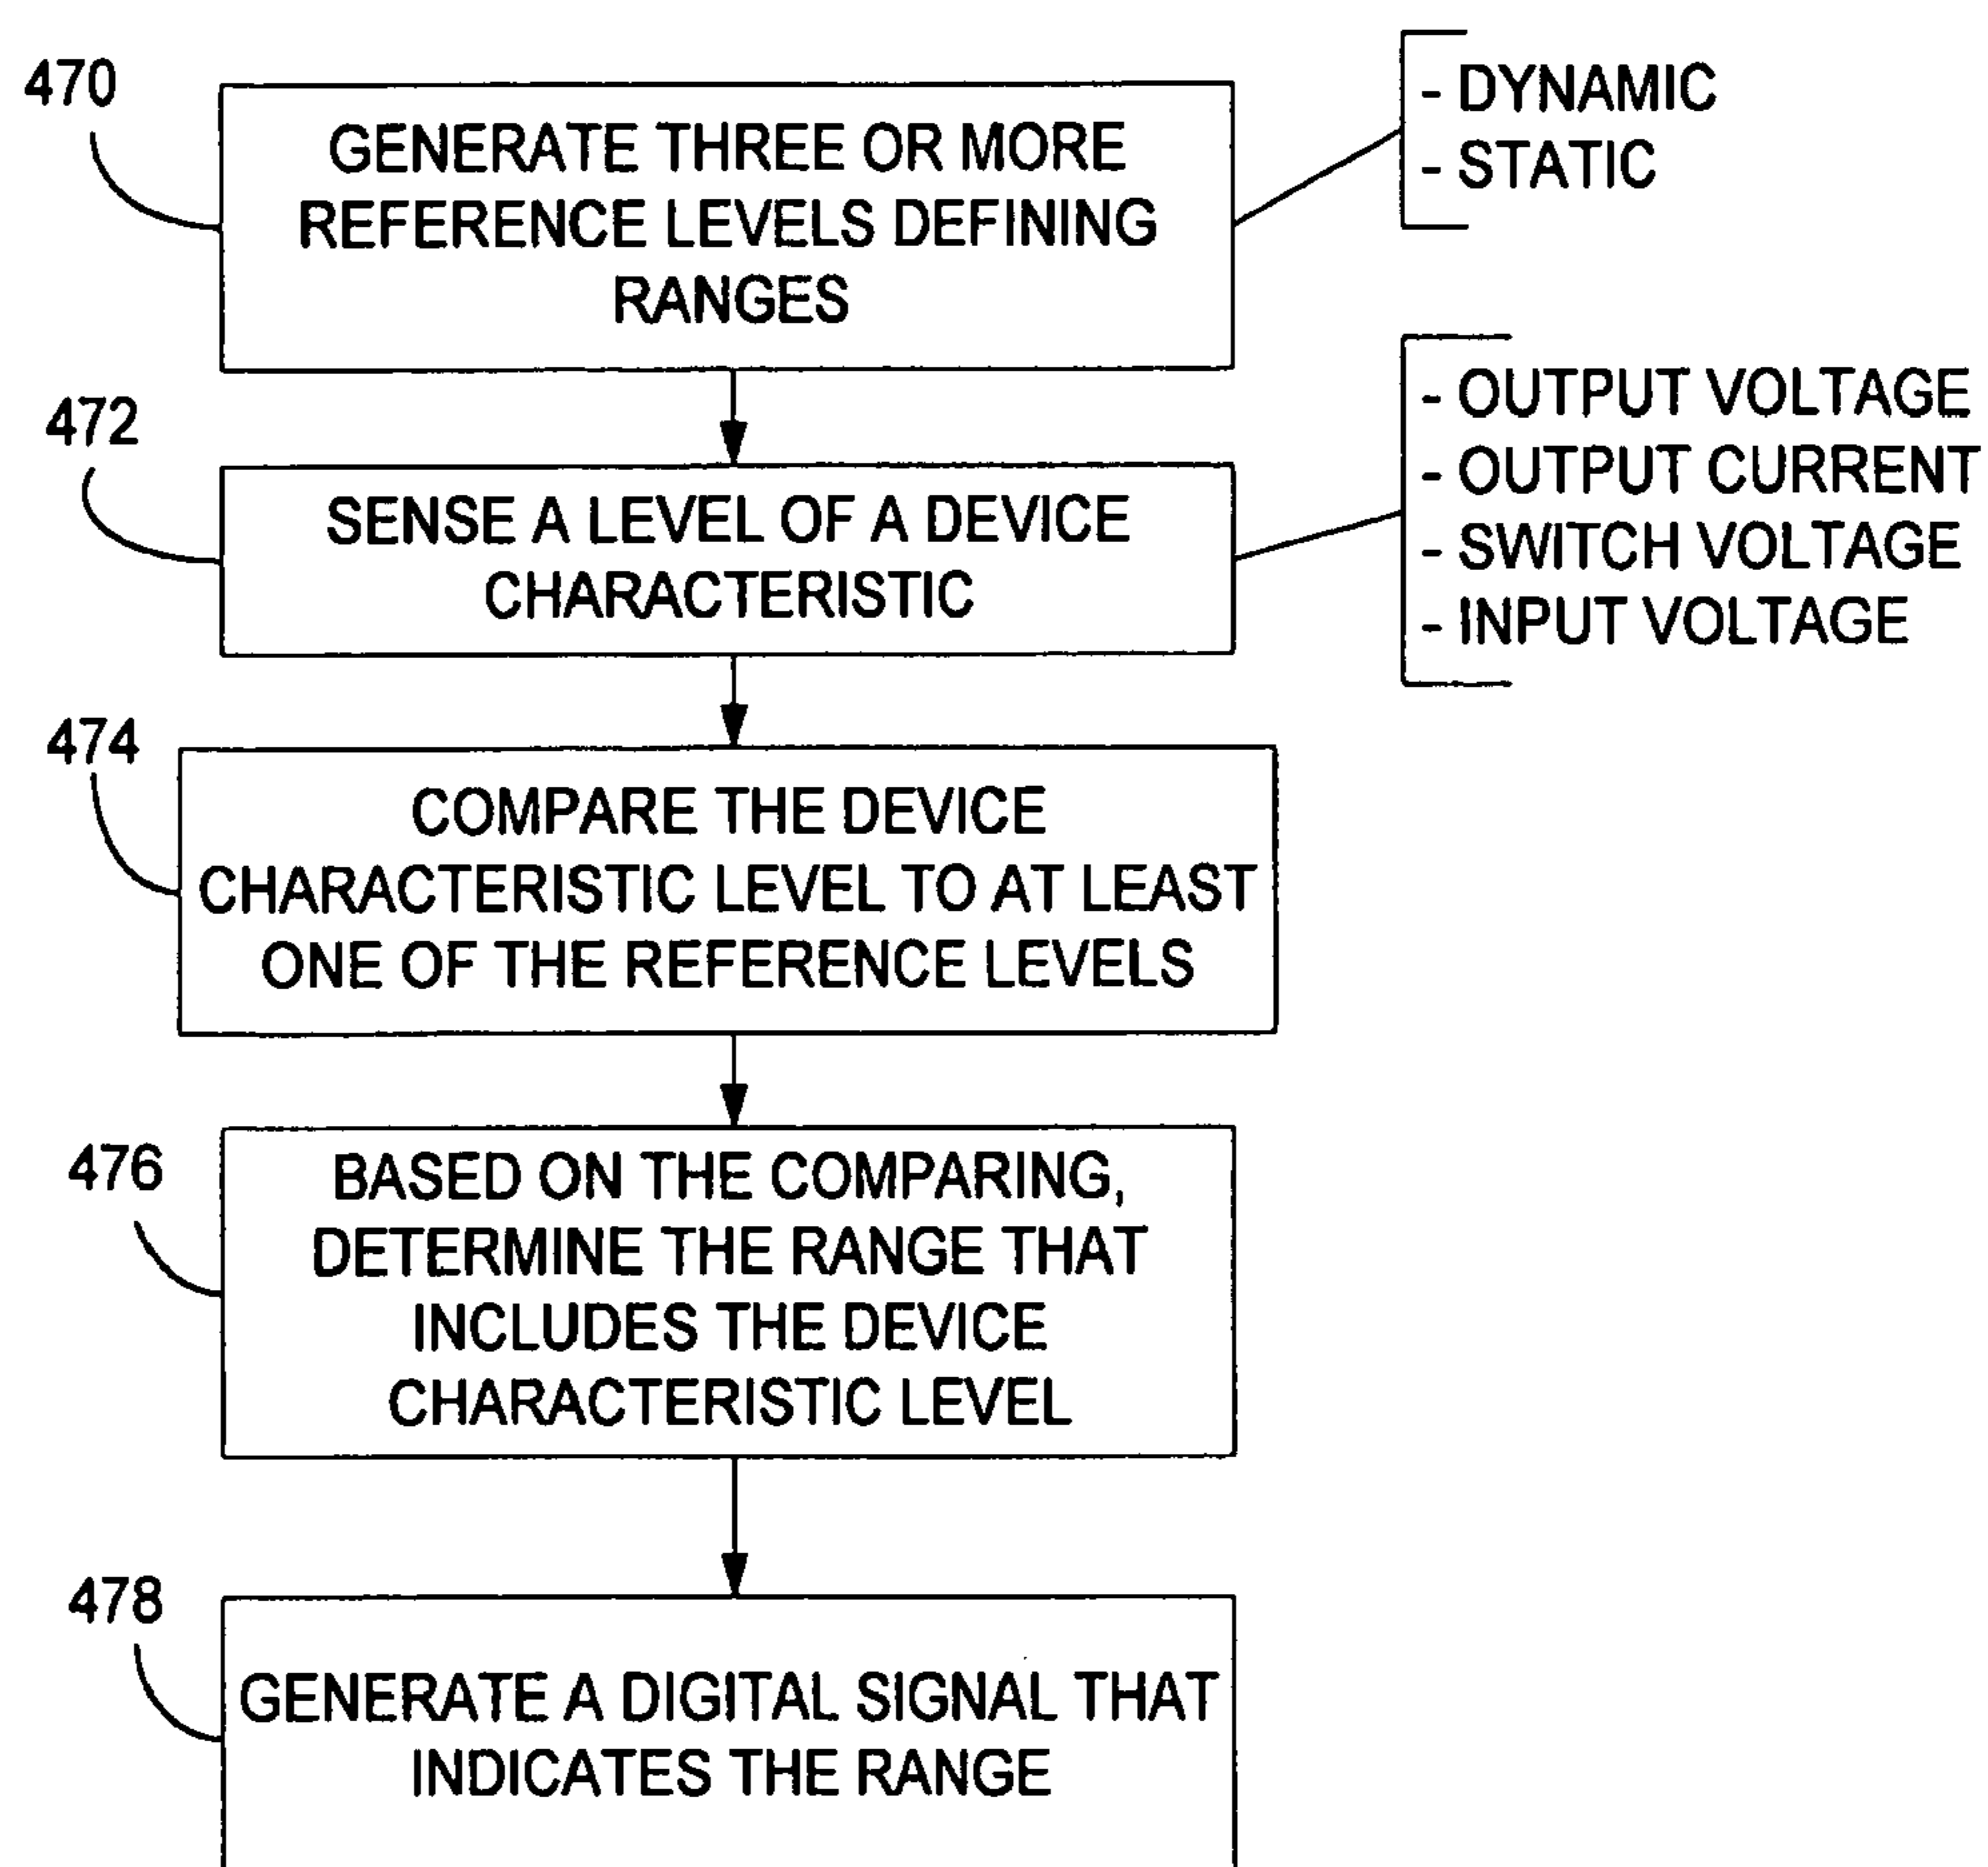 470
GENERATE THREE OR MORE
REFERENCE LEVELS DEFINING
RANGES
- DYNAMIC
- STATIC
472
SENSE A LEVEL OF A DEVICE
CHARACTERISTIC
- OUTPUT VOLTAGE
- OUTPUT CURRENT
- SWITCH VOLTAGE
- INPUT VOLTAGE
474
COMPARE THE DEVICE
CHARACTERISTIC LEVEL TO AT LEAST
ONE OF THE REFERENCE LEVELS
476
BASED ON THE COMPARING,
DETERMINE THE RANGE THAT
INCLUDES THE DEVICE
CHARACTERISTIC LEVEL
478
GENERATE A DIGITAL SIGNAL THAT
INDICATES THE RANGE